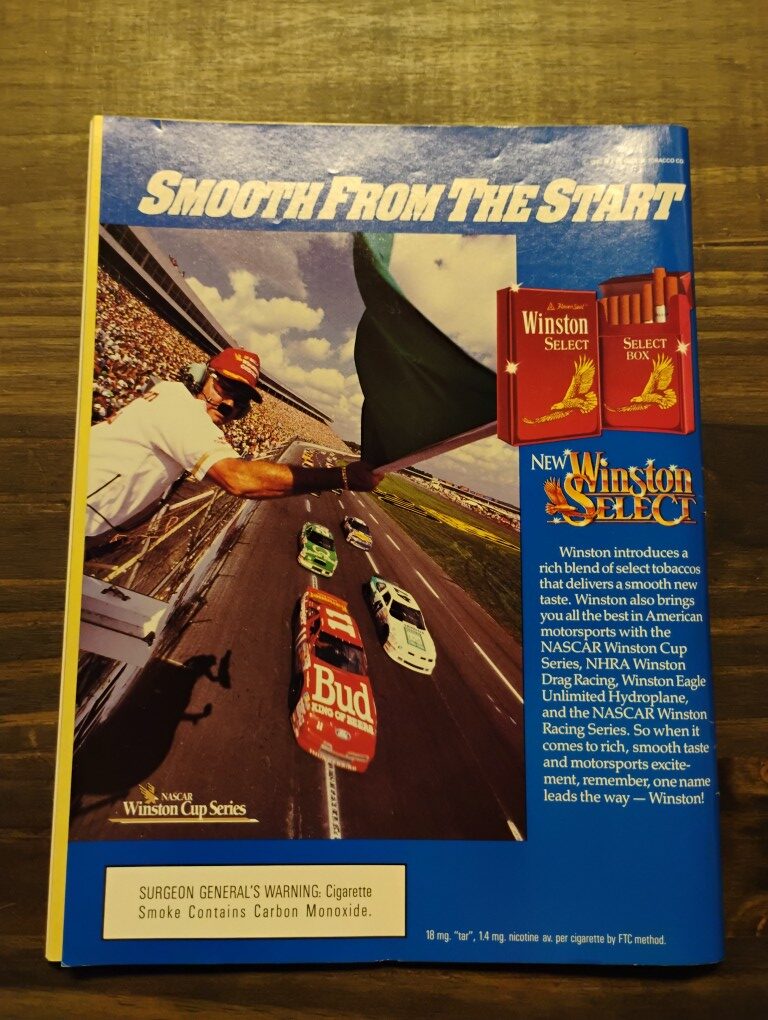 TOBACCO CO.
SMOOTH FROM THE START
Winston
SELECT
SELECT
BOX
NEW Winston
SELECT
Winston introduces a
rich blend of select tobaccos
that delivers a smooth new
taste. Winston also brings
you all the best in American
motorsports with the
NASCAR Winston Cup
Series, NHRA Winston
Drag Racing, Winston Eagle
Unlimited Hydroplane,
and the NASCAR Winston
Racing Series. So when it
comes to rich, smooth taste
and motorsports excite-
ment, remember, one name
leads the way — Winston!
11
Bud
KING OF BEERS
Ford
NASCAR
Winston Cup Series
SURGEON GENERAL'S WARNING: Cigarette
Smoke Contains Carbon Monoxide.
18 mg. "tar", 1.4 mg. nicotine av. per cigarette by FTC method.